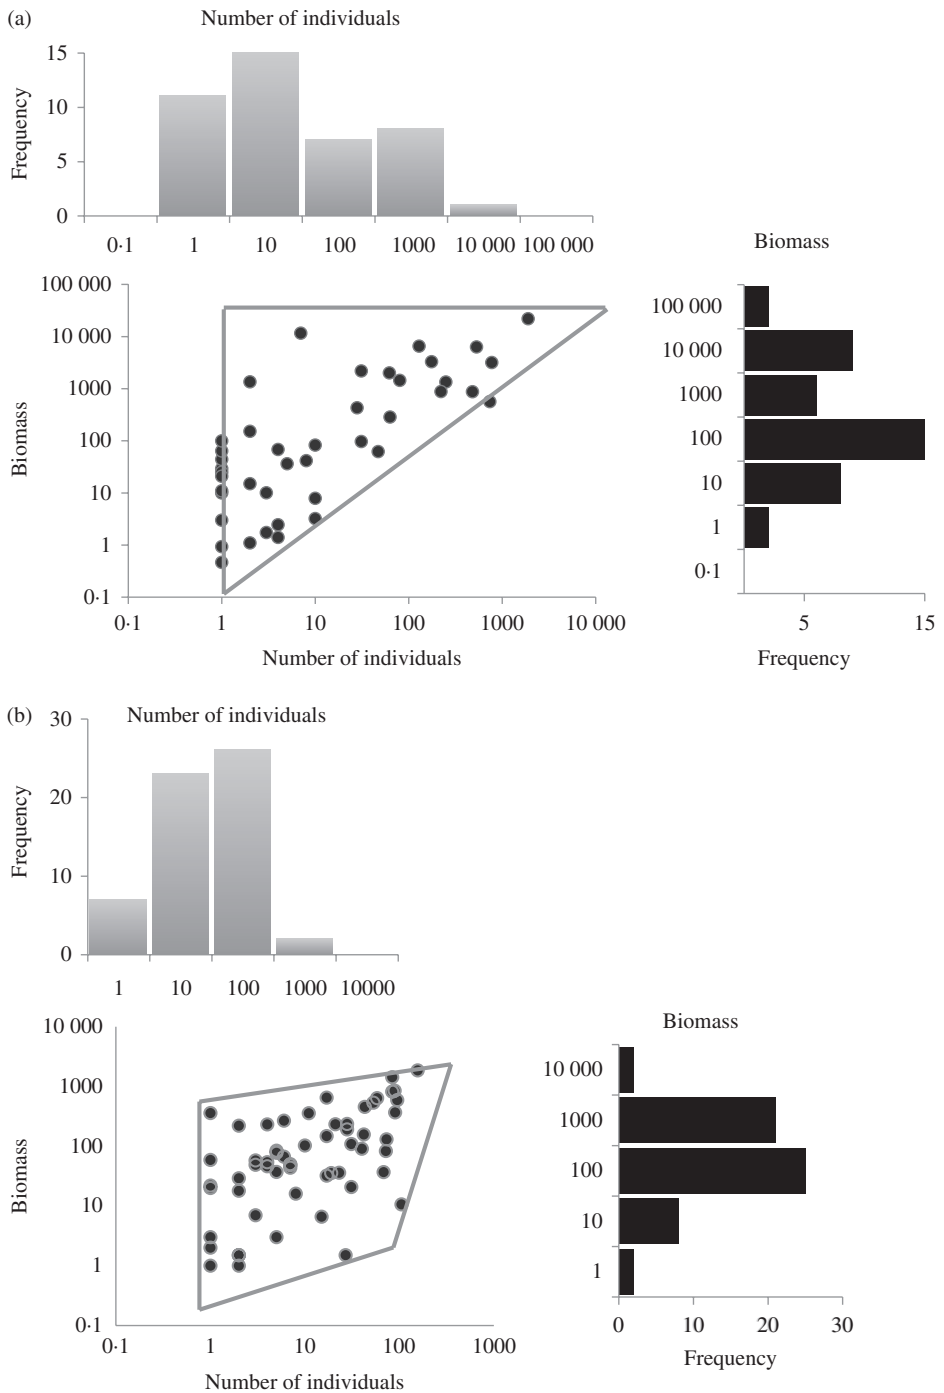 (a)
Number of individuals
Frequency
15
10
5
0
0·1 1 10 100 1000 10 000 100 000
Biomass
100 000
10 000
1000
100
10
1
0·1
0·1 1 10 100 1000 10 000
Number of individuals
Biomass
100 000
10 000
1000
100
10
1
0·1
5 15
Frequency
(b)
Number of individuals
Frequency
30
20
10
0
1 10 100 1000 10000
Biomass
10 000
1000
100
10
1
0·1
0·1 1 10 100 1000
Number of individuals
Biomass
10 000
1000
100
10
1
0 10 20 30
Frequency